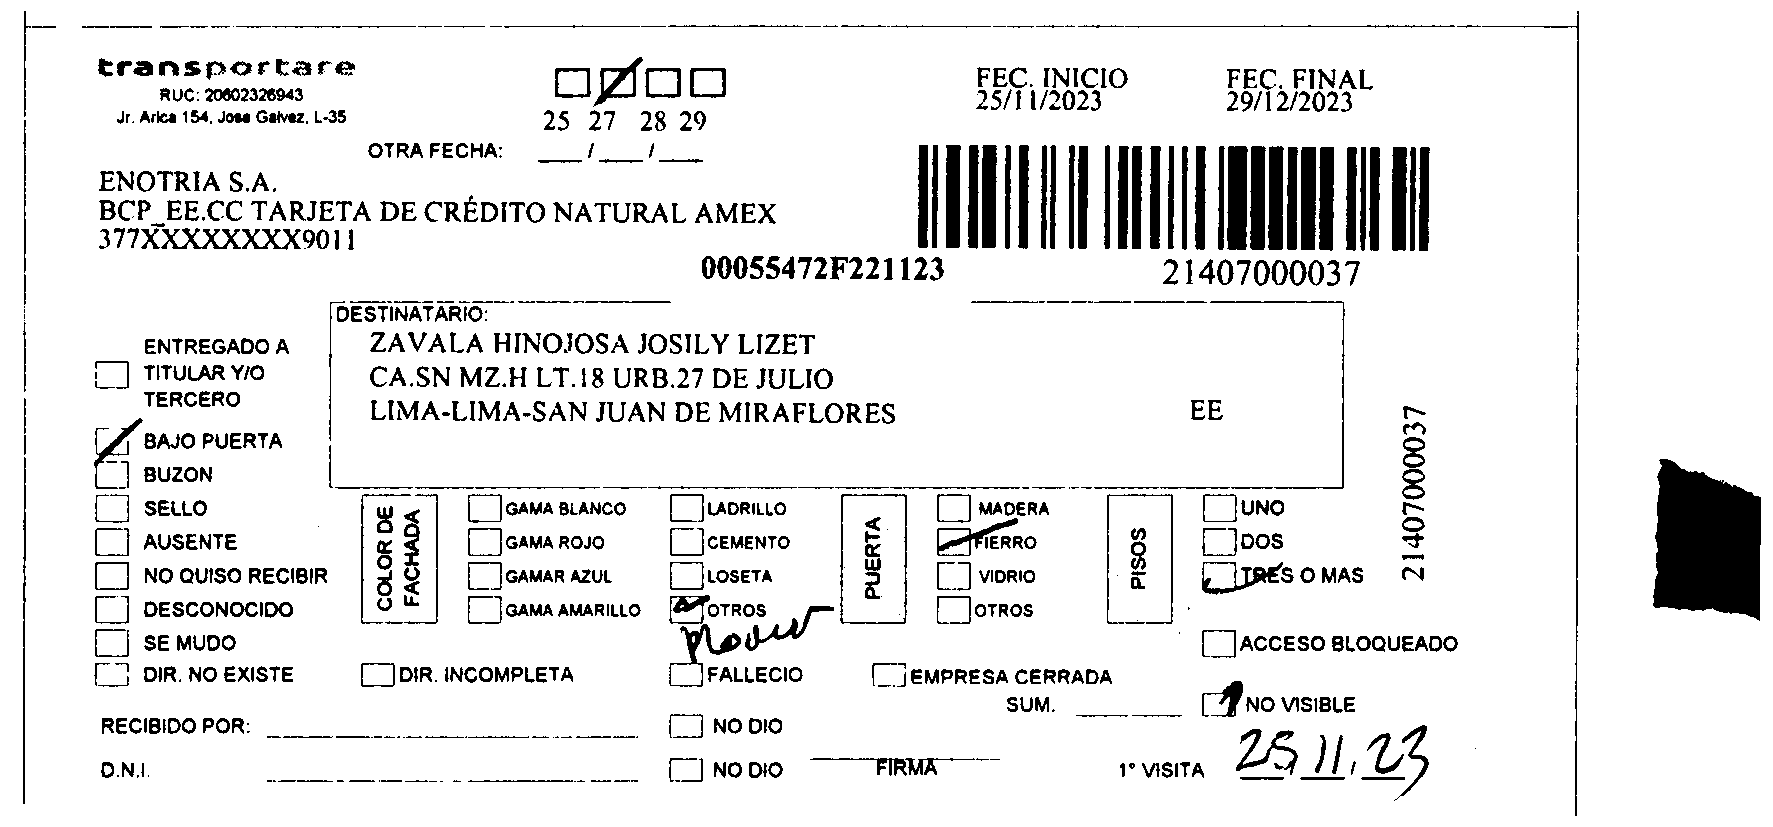 transportare
RUC: 20602326943
Jr. Arica 154, Jose Galvez, L-35
25 27 28 29
OTRA FECHA: ___/___/___
FEC. INICIO
25/11/2023
FEC. FINAL
29/12/2023
ENOTRIA S.A.
BCP_EE.CC TARJETA DE CRÉDITO NATURAL AMEX
377XXXXXXXX9011
00055472F221123
21407000037
DESTINATARIO:
ZAVALA HINOJOSA JOSILY LIZET
CA.SN MZ.H LT.18 URB.27 DE JULIO
LIMA-LIMA-SAN JUAN DE MIRAFLORES EE
21407000037
ENTREGADO A
TITULAR Y/O
TERCERO
BAJO PUERTA
BUZON
SELLO
AUSENTE
NO QUISO RECIBIR
DESCONOCIDO
SE MUDO
DIR. NO EXISTE
COLOR DE
FACHADA
GAMA BLANCO
GAMA ROJO
GAMAR AZUL
GAMA AMARILLO
LADRILLO
CEMENTO
LOSETA
OTROS
PUERTA
MADERA
FIERRO
VIDRIO
OTROS
PISOS
UNO
DOS
TRES O MAS
ACCESO BLOQUEADO
DIR. INCOMPLETA
FALLECIO
EMPRESA CERRADA
SUM. ______
NO VISIBLE
RECIBIDO POR:
NO DIO
D.N.I.
NO DIO
FIRMA
1° VISITA 25 11, 23